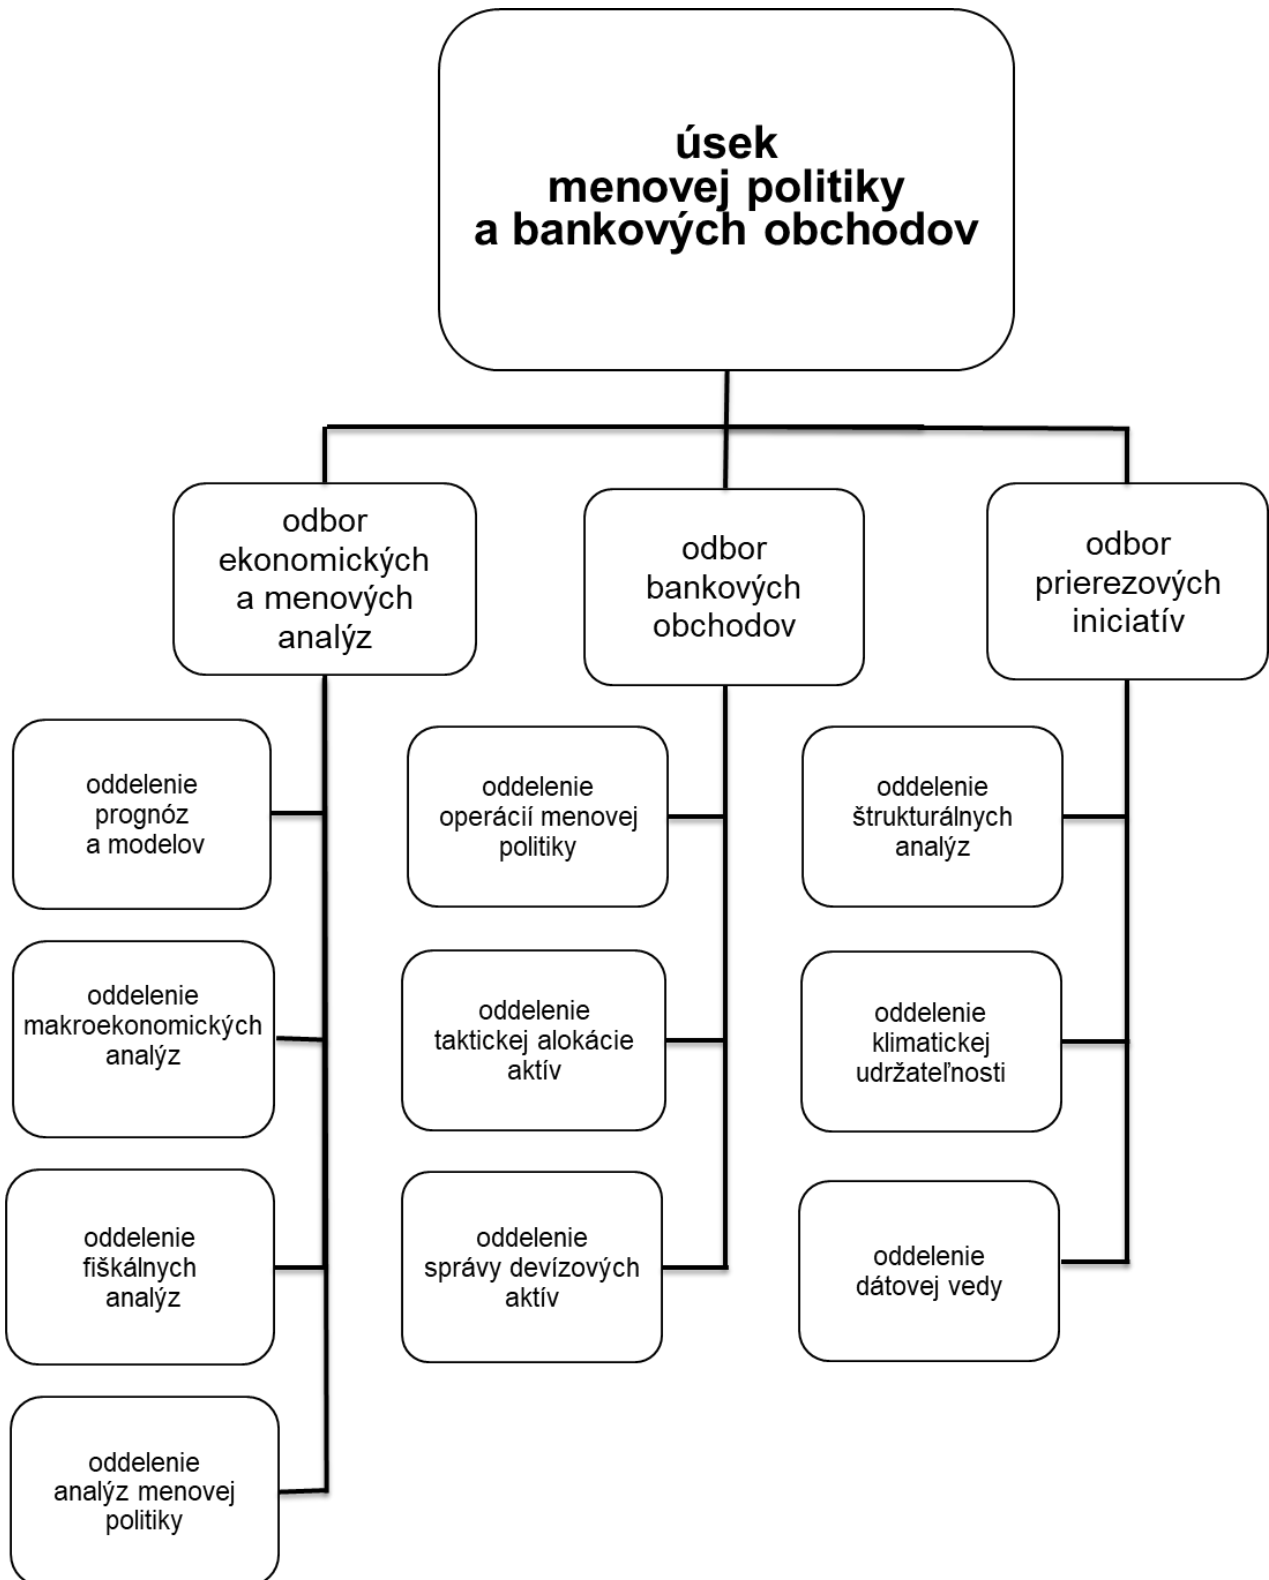 úsek
menovej politiky
a bankových obchodov
odbor
ekonomických
a menových
analýz
odbor
bankových
obchodov
odbor
prierezových
iniciatív
oddelenie
prognóz
a modelov
oddelenie
operácií menovej
politiky
oddelenie
štrukturálnych
analýz
oddelenie
makroekonomických
analýz
oddelenie
taktickej alokácie
aktív
oddelenie
klimatickej
udržateľnosti
oddelenie
fiškálnych
analýz
oddelenie
správy devízových
aktív
oddelenie
dátovej vedy
oddelenie
analýz menovej
politiky